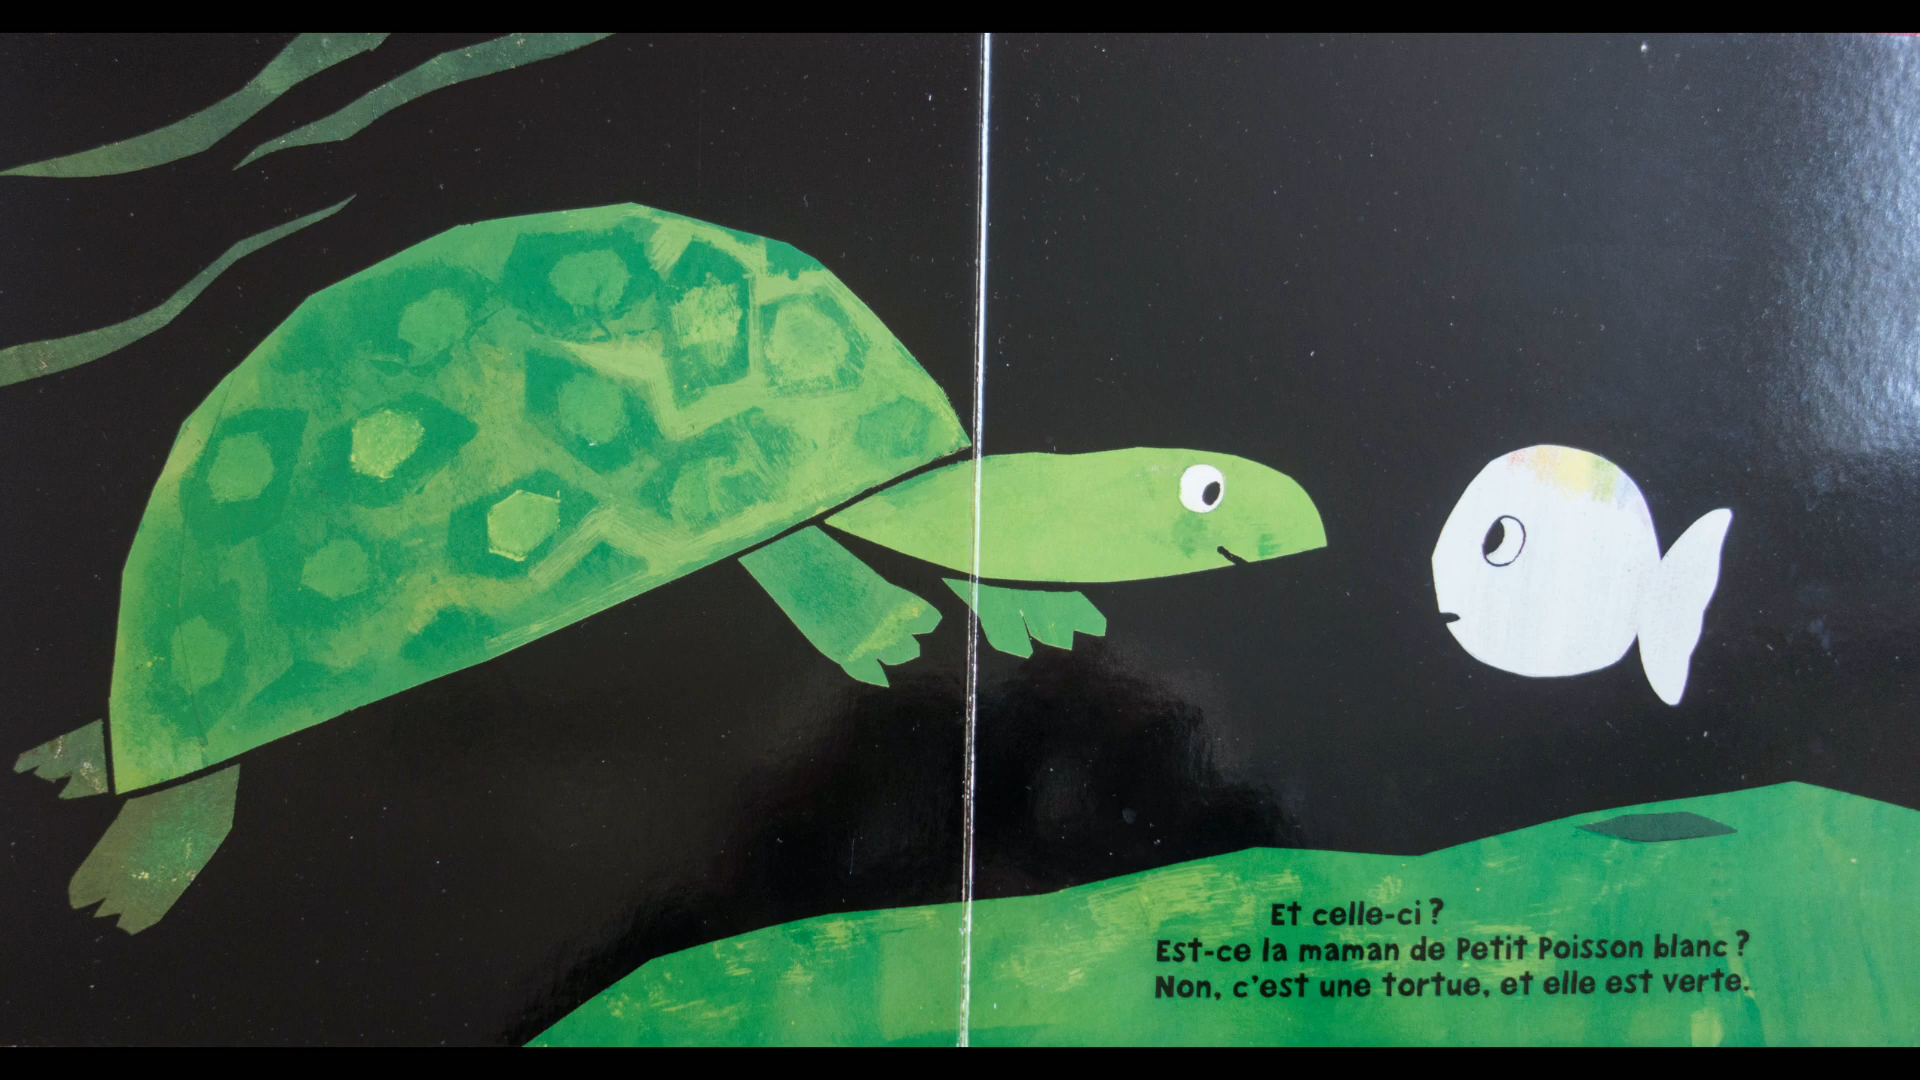 Et celle-ci ?
Est-ce la maman de Petit Poisson blanc ?
Non, c'est une tortue, et elle est verte.